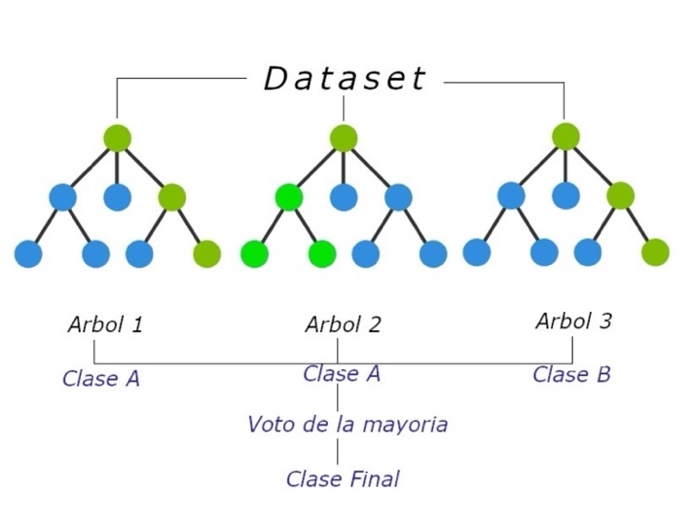 Dataset
Arbol 1
Arbol 2
Arbol 3
Clase A
Clase A
Clase B
Voto de la mayoria
Clase Final